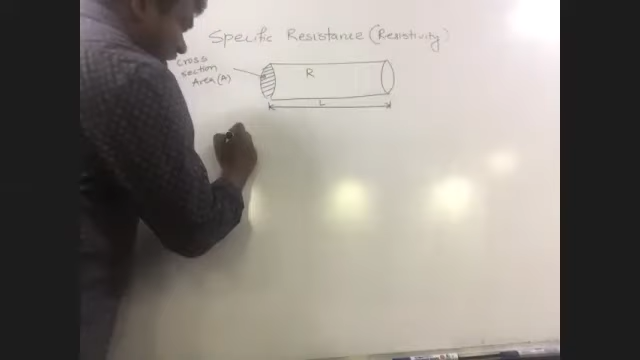 Specific Resistance (Resistivity)
Cross
section
Area (A)
R
L